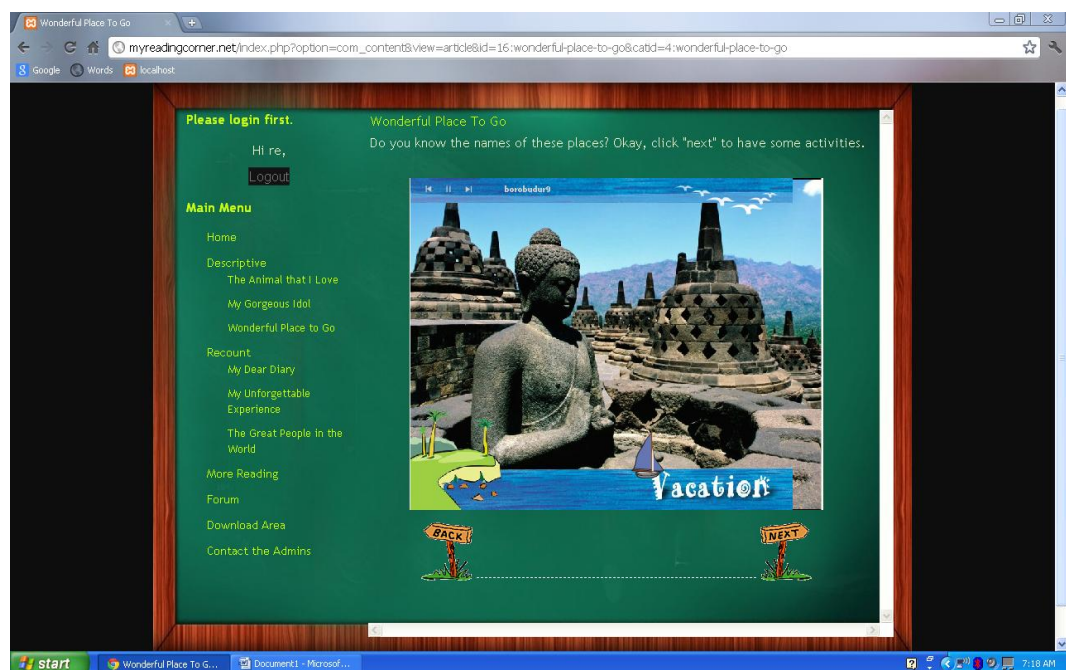 Wonderful Place To Go
myreadingcorner.net/index.php?option=com_content&view=article&id=16:wonderful-place-to-go&catid=4:wonderful-place-to-go
Google Words localhost
Please login first.
Hi re,
Logout
Main Menu
Home
Descriptive
The Animal that I Love
My Gorgeous Idol
Wonderful Place to Go
Recount
My Dear Diary
My Unforgettable
Experience
The Great People in the
World
More Reading
Forum
Download Area
Contact the Admins
Wonderful Place To Go
Do you know the names of these places? Okay, click "next" to have some activities.
borobudur9
Vacation
BACK
NEXT
start
Wonderful Place To G...
Document1 - Microsof...
7:18 AM